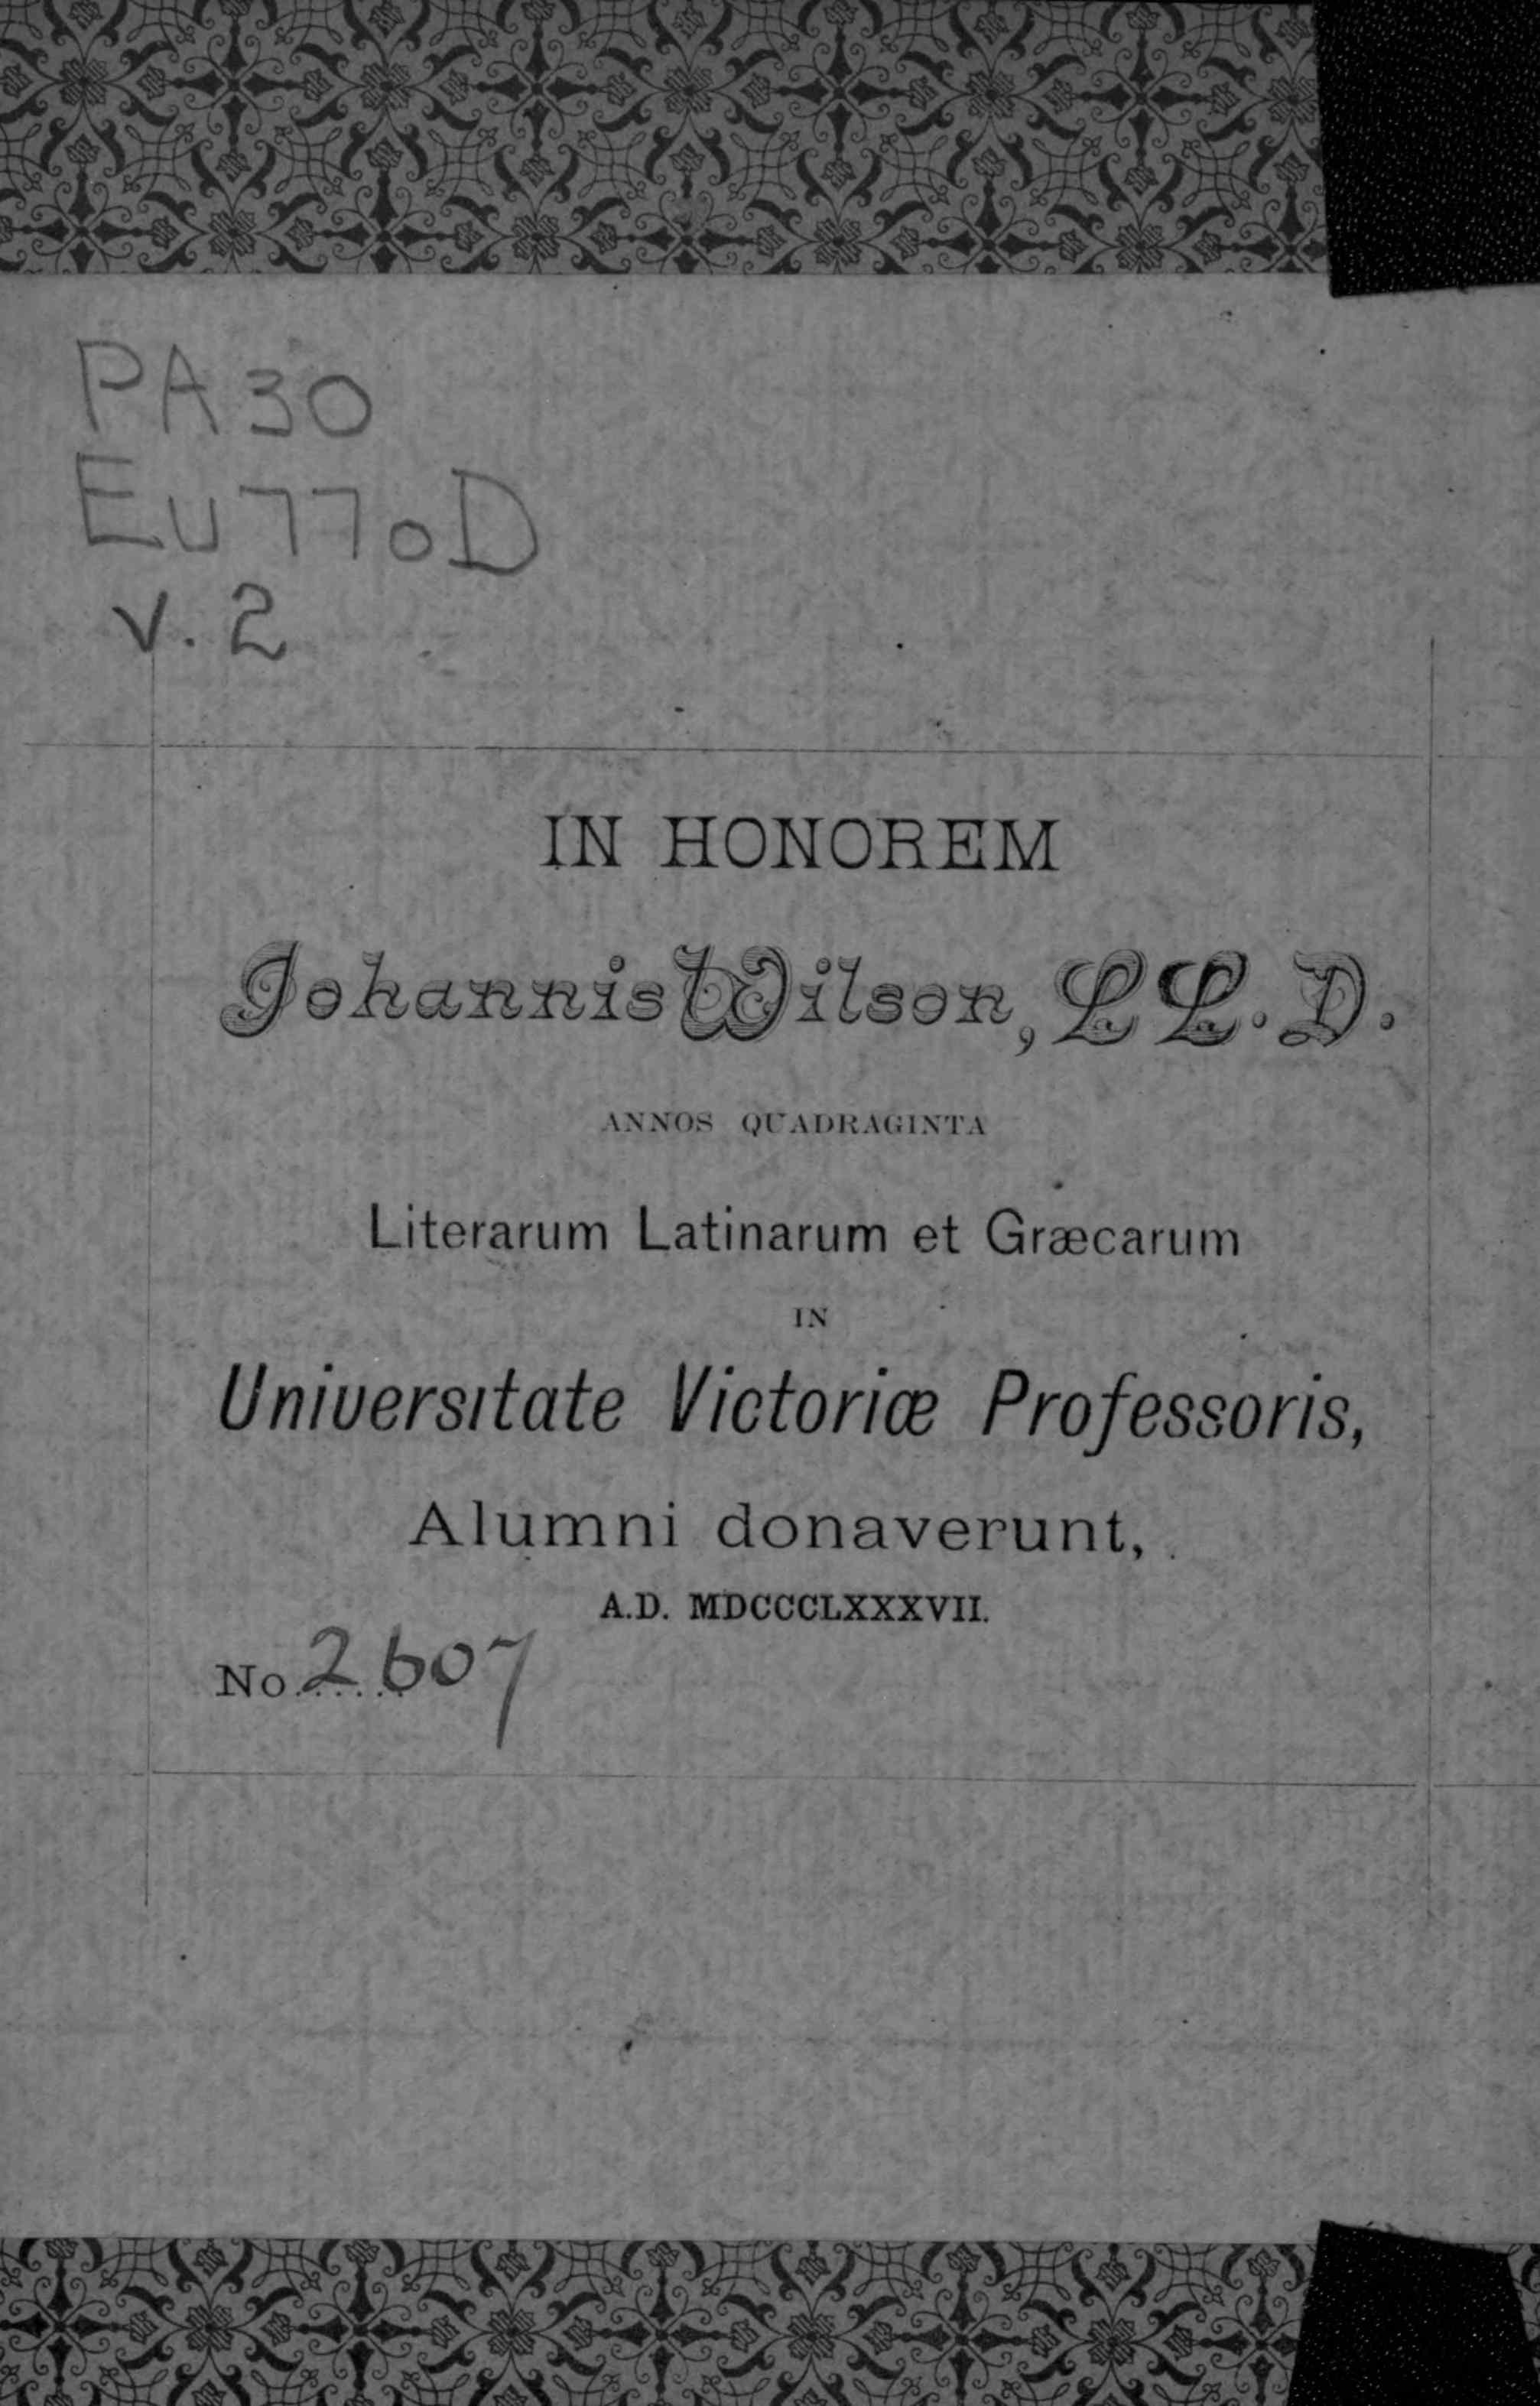 PA30
Eu770D
v. 2
IN HONOREM
Johannis Wilson, LL.D.
ANNOS QUADRAGINTA
Literarum Latinarum et Græcarum
IN
Universitate Victoriæ Professoris,
Alumni donaverunt,
A.D. MDCCCLXXXVII.
No. 2607